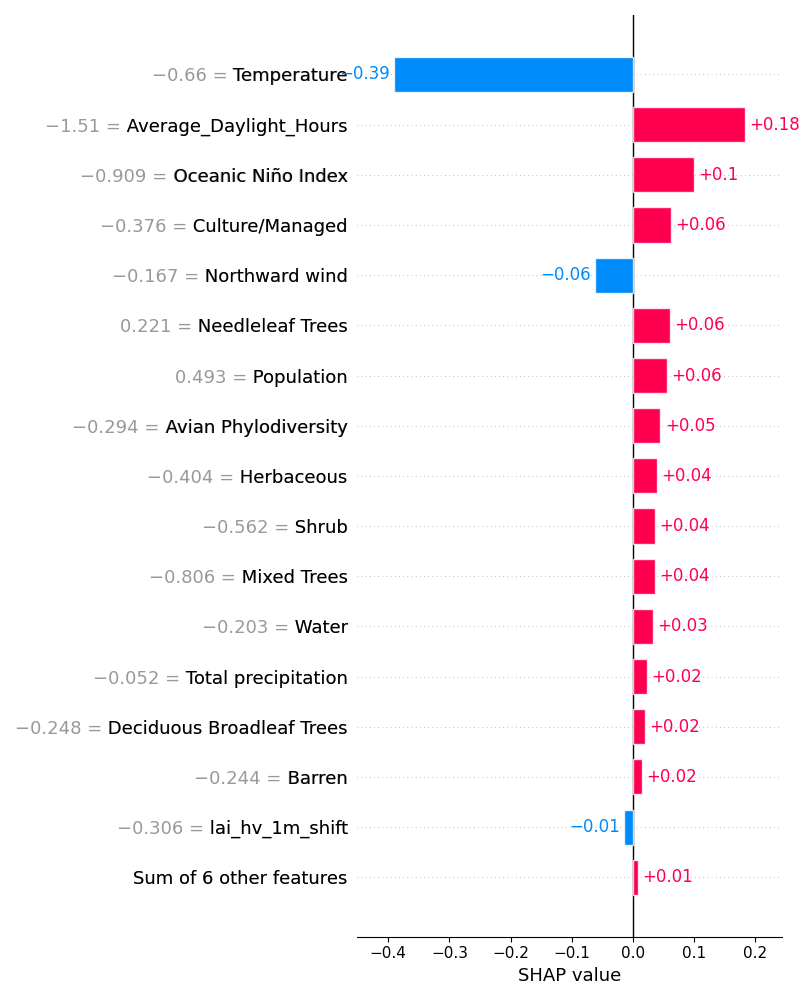 −0.66 = Temperature −0.39
−1.51 = Average_Daylight_Hours +0.18
−0.909 = Oceanic Niño Index +0.1
−0.376 = Culture/Managed +0.06
−0.167 = Northward wind −0.06
0.221 = Needleleaf Trees +0.06
0.493 = Population +0.06
−0.294 = Avian Phylodiversity +0.05
−0.404 = Herbaceous +0.04
−0.562 = Shrub +0.04
−0.806 = Mixed Trees +0.04
−0.203 = Water +0.03
−0.052 = Total precipitation +0.02
−0.248 = Deciduous Broadleaf Trees +0.02
−0.244 = Barren +0.02
−0.306 = lai_hv_1m_shift −0.01
Sum of 6 other features +0.01
−0.4 −0.3 −0.2 −0.1 0.0 0.1 0.2
SHAP value